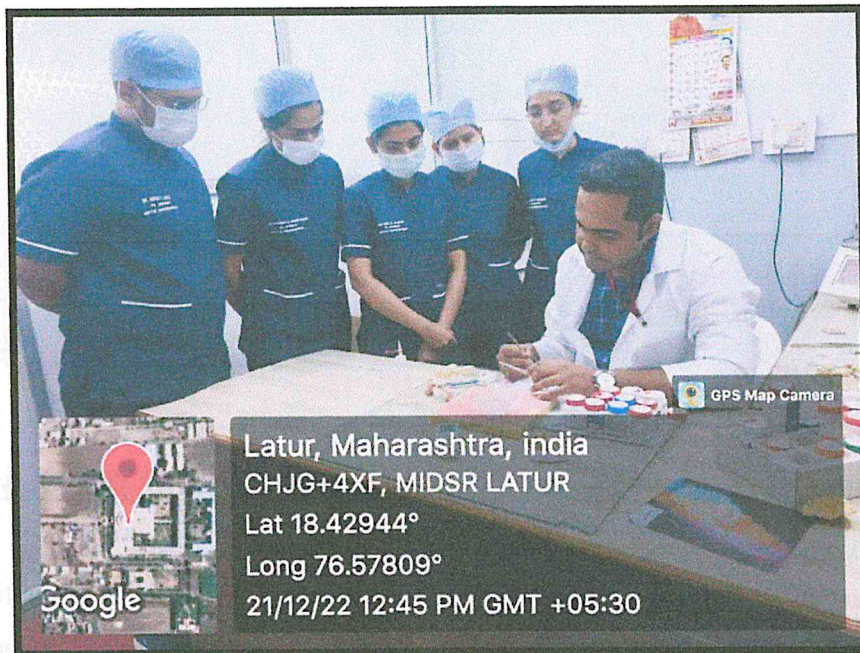 GPS Map Camera
Latur, Maharashtra, india
CHJG+4XF, MIDSR LATUR
Lat 18.42944°
Long 76.57809°
21/12/22 12:45 PM GMT +05:30
Google